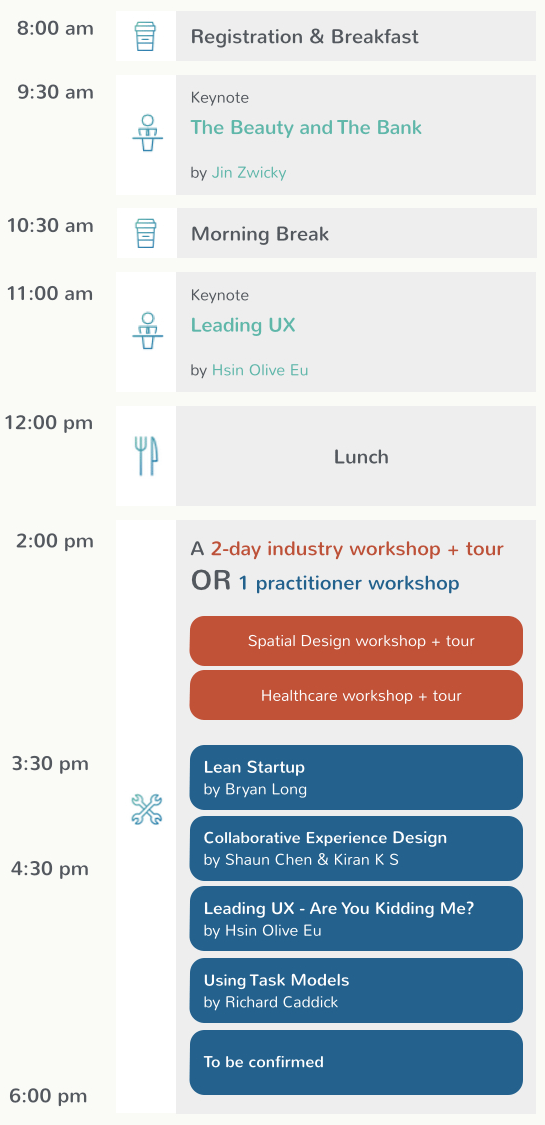 8:00 am
Registration & Breakfast
9:30 am
Keynote
The Beauty and The Bank
by Jin Zwicky
10:30 am
Morning Break
11:00 am
Keynote
Leading UX
by Hsin Olive Eu
12:00 pm
Lunch
2:00 pm
A 2-day industry workshop + tour
OR 1 practitioner workshop
Spatial Design workshop + tour
Healthcare workshop + tour
3:30 pm
Lean Startup
by Bryan Long
Collaborative Experience Design
by Shaun Chen & Kiran K S
4:30 pm
Leading UX - Are You Kidding Me?
by Hsin Olive Eu
Using Task Models
by Richard Caddick
To be confirmed
6:00 pm